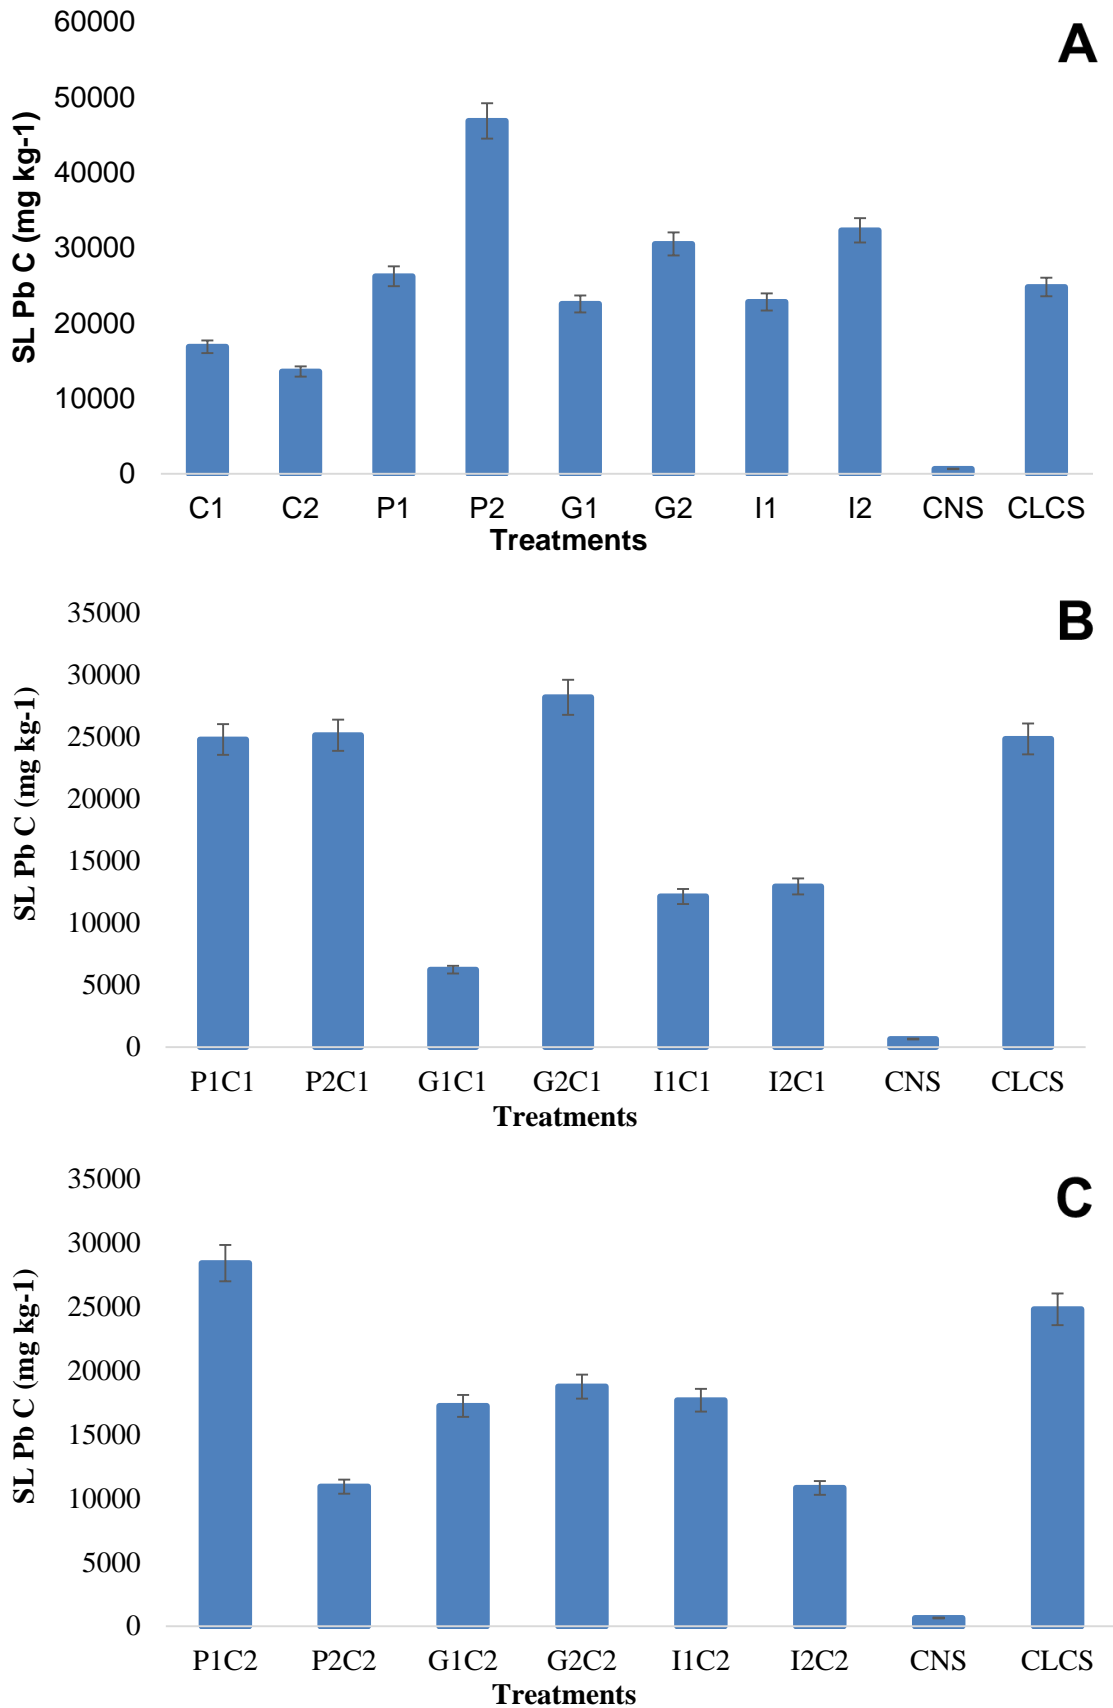 60000
A
50000
40000
30000
20000
10000
0
SL Pb C (mg kg-1)
C1 C2 P1 P2 G1 G2 I1 I2 CNS CLCS
Treatments
35000
B
30000
25000
20000
15000
10000
5000
0
SL Pb C (mg kg-1)
P1C1 P2C1 G1C1 G2C1 I1C1 I2C1 CNS CLCS
Treatments
35000
C
30000
25000
20000
15000
10000
5000
0
SL Pb C (mg kg-1)
P1C2 P2C2 G1C2 G2C2 I1C2 I2C2 CNS CLCS
Treatments